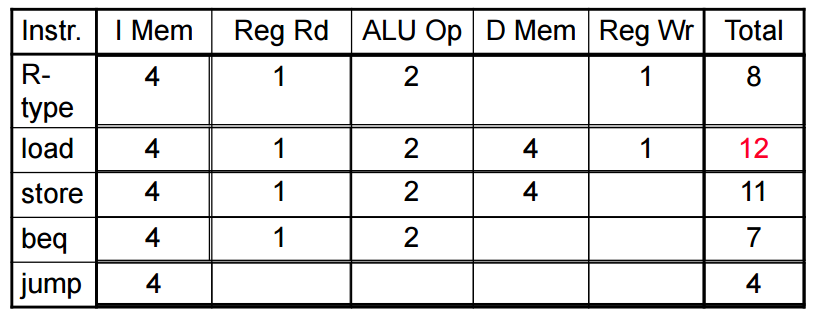 Instr. I Mem Reg Rd ALU Op D Mem Reg Wr Total
R-
type 4 1 2 1 8
load 4 1 2 4 1 12
store 4 1 2 4 11
beq 4 1 2 7
jump 4 4